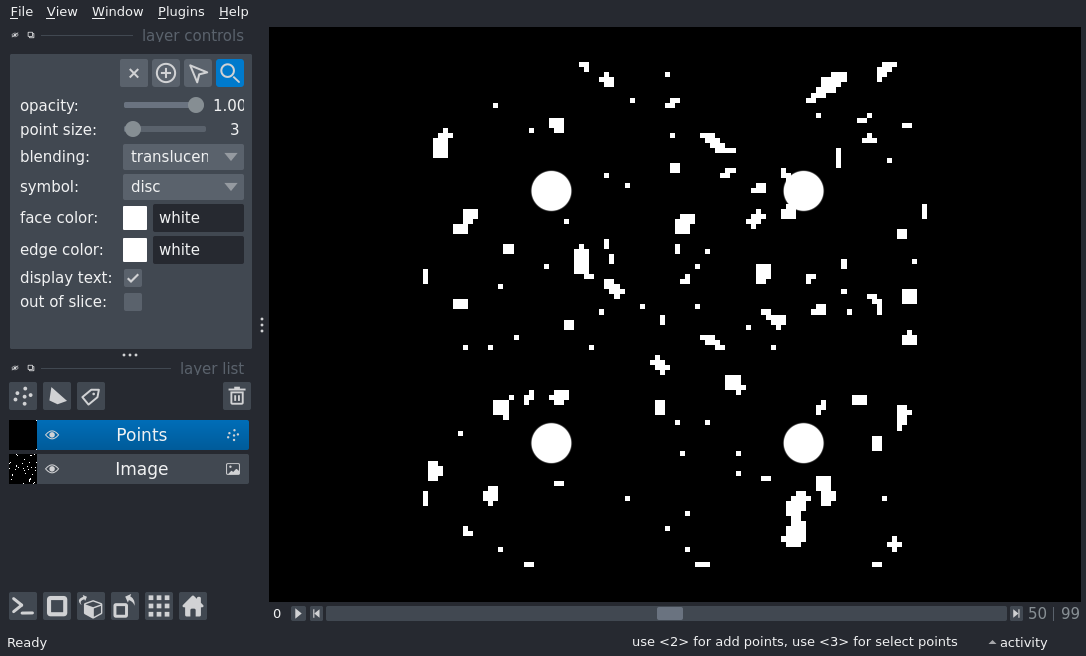 File View Window Plugins Help
layer controls
opacity: 1.00
point size: 3
blending: translucen
symbol: disc
face color: white
edge color: white
display text:
out of slice:
layer list
Points
Image
0 50 | 99
Ready use <2> for add points, use <3> for select points activity